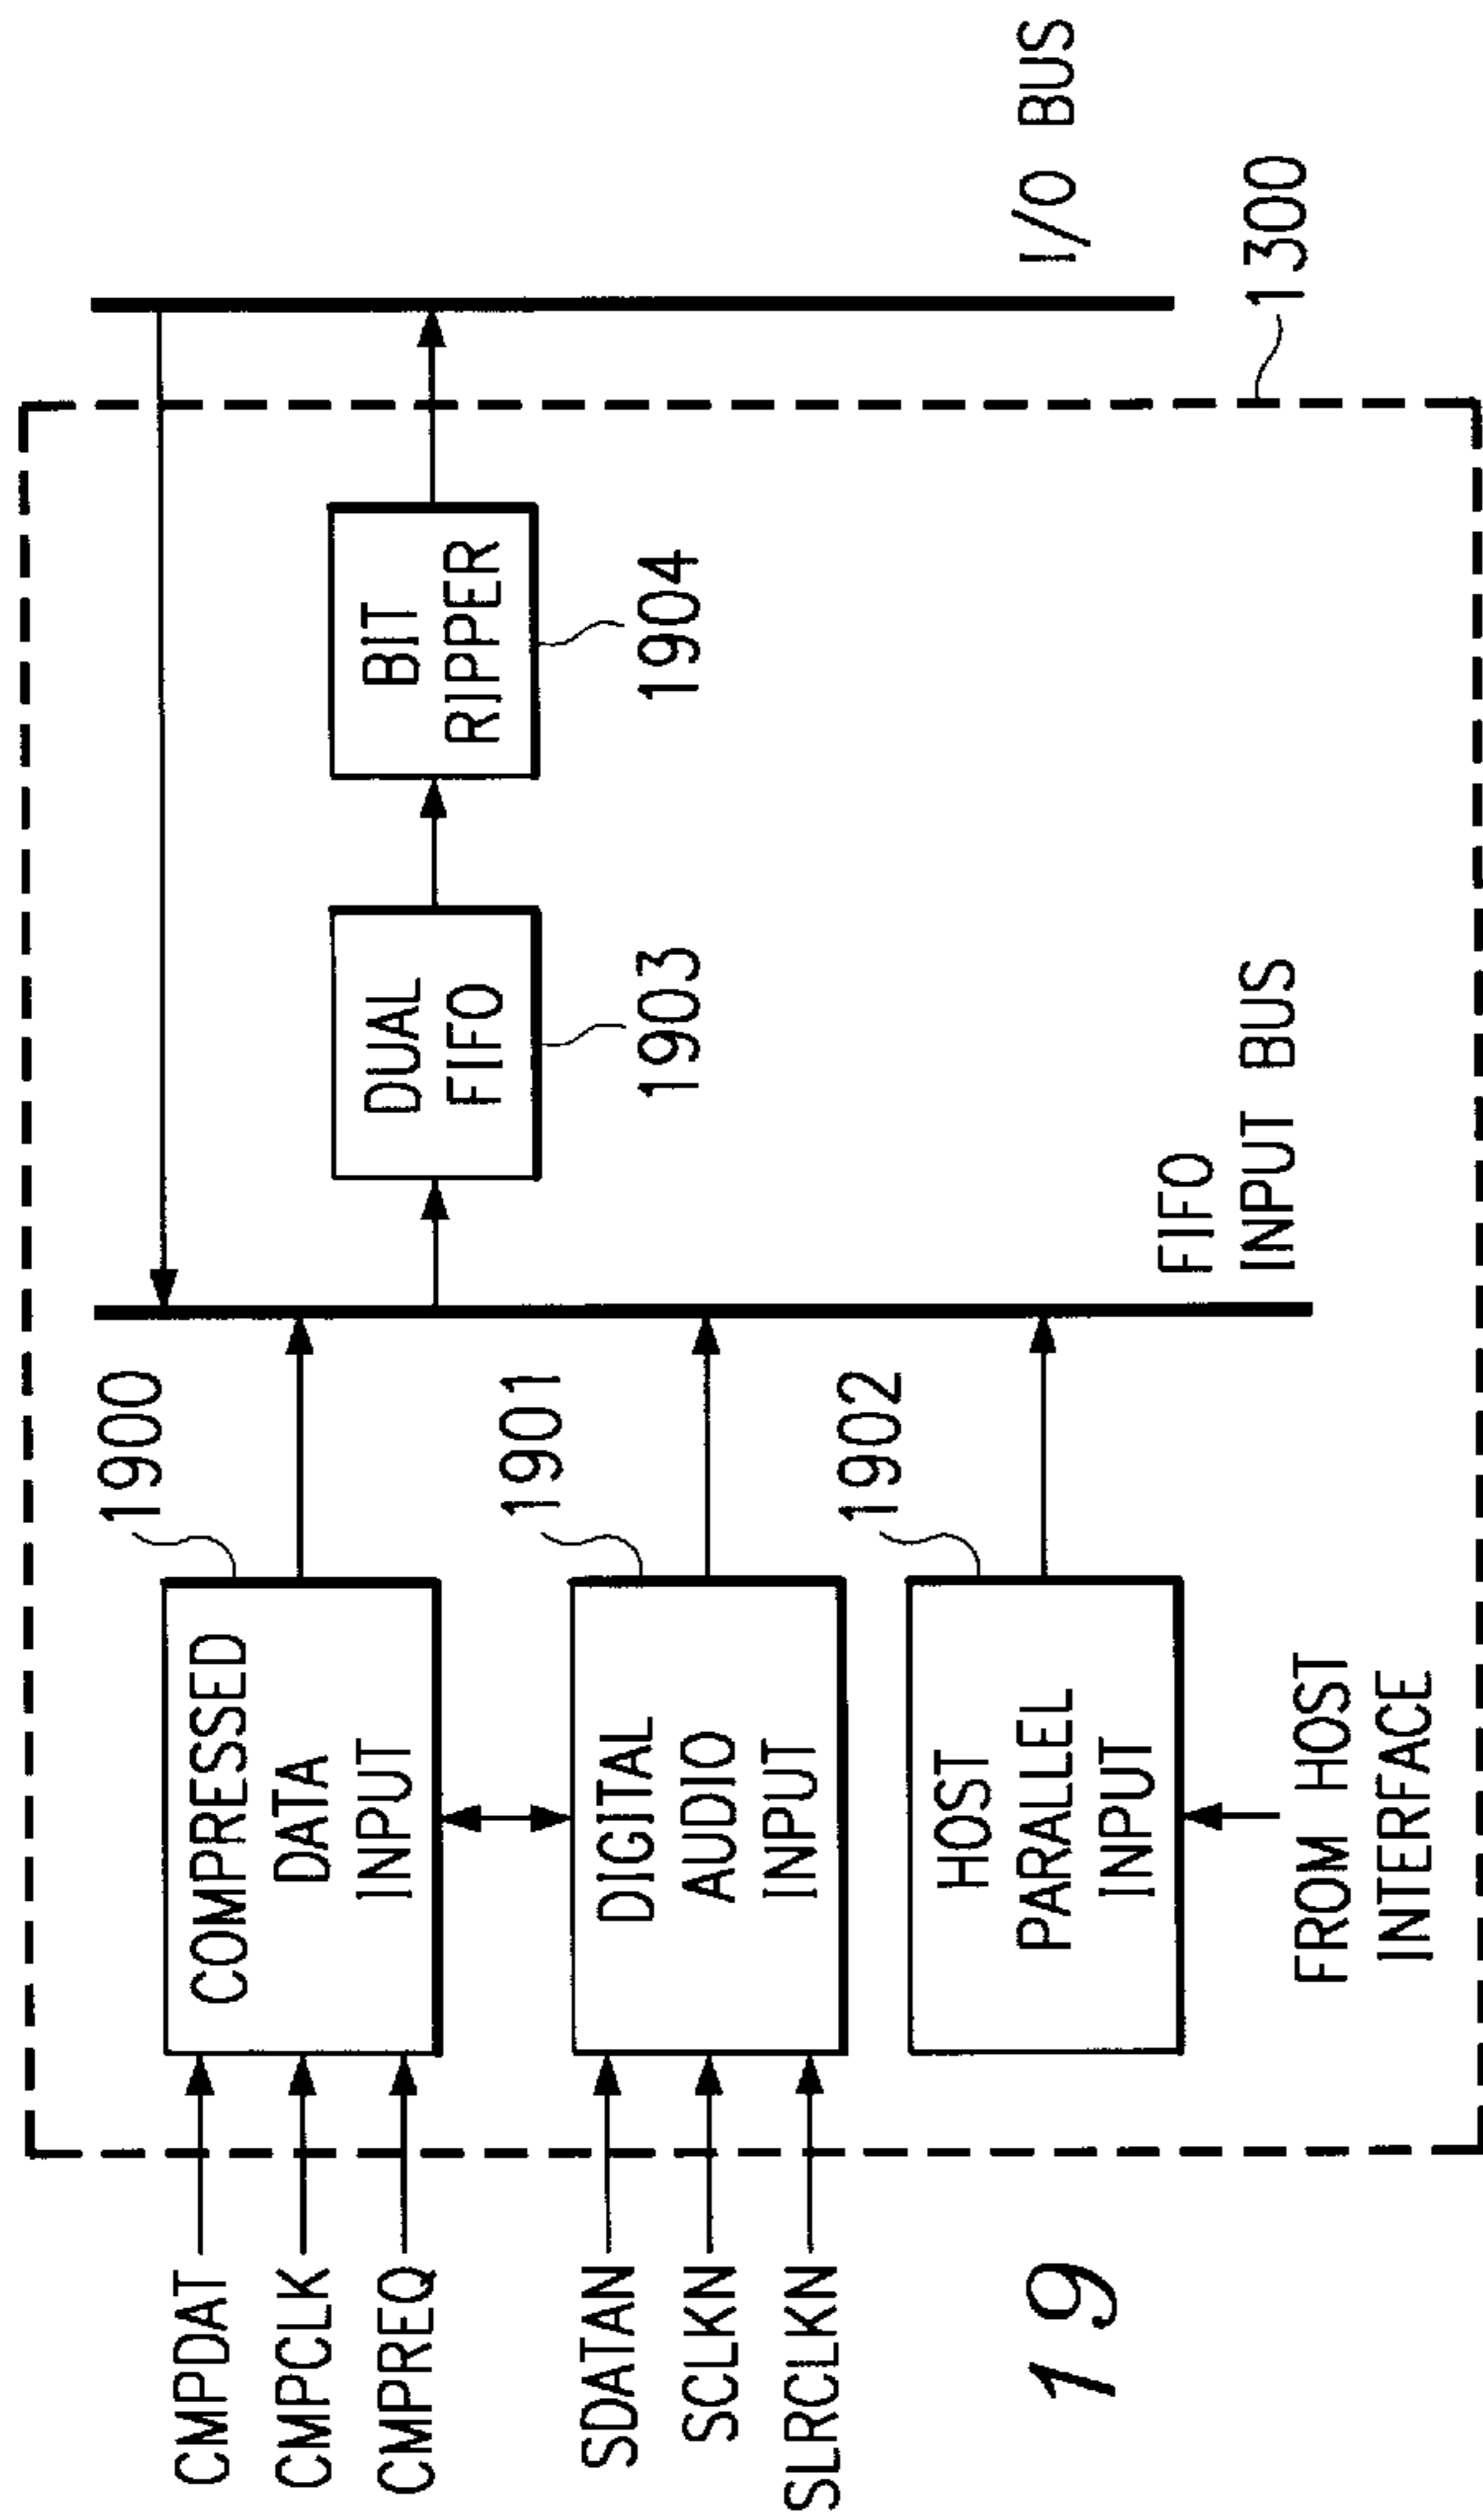 CMPDAT
CMPCLK
CMPREQ
SDATAN
SCLKN
SLRCLKN
19
COMPRESSED
DATA
INPUT
1900
DIGITAL
AUDIO
INPUT
1901
HOST
PARALLEL
INPUT
1902
FROM HOST
INTERFACE
FIFO
INPUT BUS
DUAL
FIFO
1903
BIT
RIPPER
1904
I/O BUS
1300